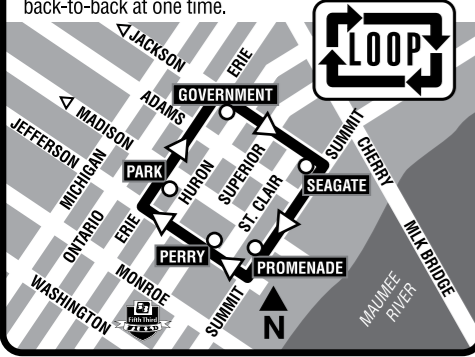 back-to-back at one time.
LOOP
JACKSON
ERIE
ADAMS
GOVERNMENT
MADISON
SUMMIT
CHERRY
JEFFERSON
MICHIGAN
PARK
HURON
SUPERIOR
SEAGATE
ST. CLAIR
ONTARIO
ERIE
PERRY
PROMENADE
MLK BRIDGE
WASHINGTON
MONROE
SUMMIT
MAUMEE
RIVER
Fifth Third
FIELD
N